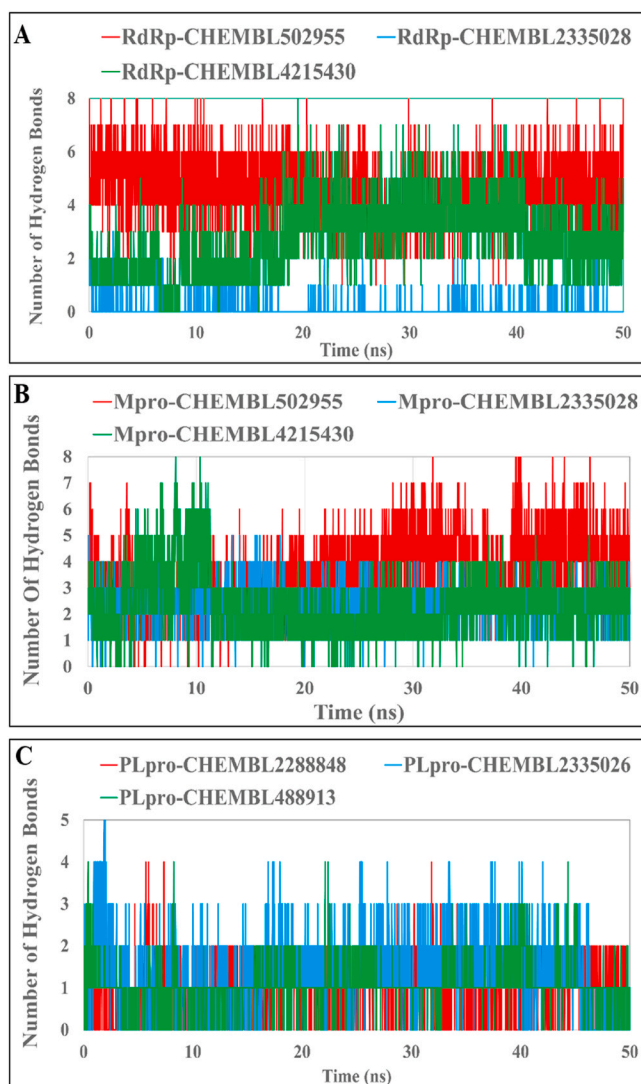 A
RdRp-CHEMBL502955 RdRp-CHEMBL2335028
RdRp-CHEMBL4215430
Number of Hydrogen Bonds
8
6
4
2
0
0 10 20 30 40 50
Time (ns)
B
Mpro-CHEMBL502955 Mpro-CHEMBL2335028
Mpro-CHEMBL4215430
Number Of Hydrogen Bonds
8
7
6
5
4
3
2
1
0
0 10 20 30 40 50
Time (ns)
C
PLpro-CHEMBL2288848 PLpro-CHEMBL2335026
PLpro-CHEMBL488913
Number of Hydrogen Bonds
5
4
3
2
1
0
0 10 20 30 40 50
Time (ns)